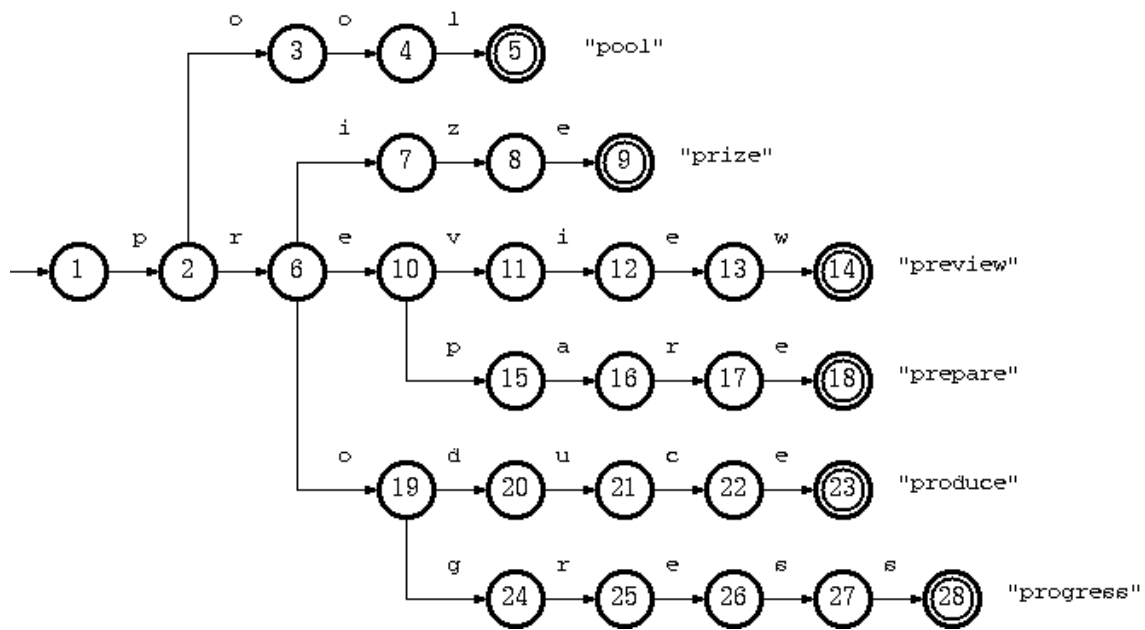 o o l
3 4 5 "pool"
i z e
7 8 9 "prize"
p r e v i e w
1 2 6 10 11 12 13 14 "preview"
p a r e
15 16 17 18 "prepare"
o d u c e
19 20 21 22 23 "produce"
g r e s s
24 25 26 27 28 "progress"